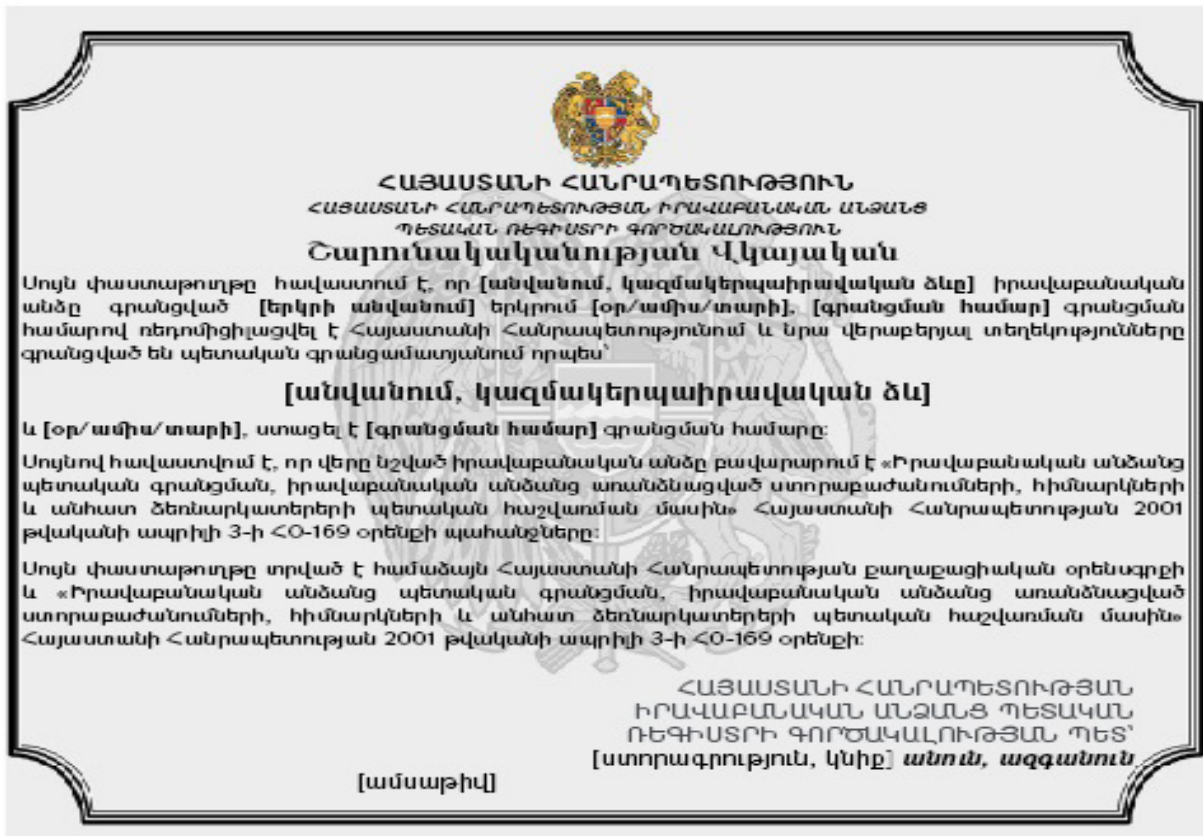 ՀԱՅԱՍՏԱՆԻ ՀԱՆՐԱՊԵՏՈՒԹՅՈՒՆ
ՀԱՅԱՍՏԱՆԻ ՀԱՆՐԱՊԵՏՈՒԹՅԱՆ ԻՐԱՎԱԲԱՆԱԿԱՆ ԱՆՁԱՆՑ
ՊԵՏԱԿԱՆ ՌԵԳԻՍՏՐԻ ԳՈՐԾԱԿԱԼՈՒԹՅՈՒՆ
Շարունակականության Վկայական
Սույն փաստաթուղթը հավաստում է, որ [անվանում, կազմակերպաիրավական ձևը] իրավաբանական
անձը գրանցված [երկրի անվանում] երկրում [օր/ամիս/տարի], [գրանցման համար] գրանցման
համարով ռեդոմիցիլացվել է Հայաստանի Հանրապետությունում և նրա վերաբերյալ տեղեկությունները
գրանցված են պետական գրանցամատյանում որպես՝
[անվանում, կազմակերպաիրավական ձև]
և [օր/ամիս/տարի], ստացել է [գրանցման համար] գրանցման համարը:
Սույնով հավաստվում է, որ վերը նշված իրավաբանական անձը բավարարում է «Իրավաբանական անձանց
պետական գրանցման, իրավաբանական անձանց առանձնացված ստորաբաժանումների, հիմնարկների
և անհատ ձեռնարկատերերի պետական հաշվառման մասին» Հայաստանի Հանրապետության 2001
թվականի ապրիլի 3-ի ՀՕ-169 օրենքի պահանջները:
Սույն փաստաթուղթը տրված է համաձայն Հայաստանի Հանրապետության քաղաքացիական օրենսգրքի
և «Իրավաբանական անձանց պետական գրանցման, իրավաբանական անձանց առանձնացված
ստորաբաժանումների, հիմնարկների և անհատ ձեռնարկատերերի պետական հաշվառման մասին»
Հայաստանի Հանրապետության 2001 թվականի ապրիլի 3-ի ՀՕ-169 օրենքի:
ՀԱՅԱՍՏԱՆԻ ՀԱՆՐԱՊԵՏՈՒԹՅԱՆ
ԻՐԱՎԱԲԱՆԱԿԱՆ ԱՆՁԱՆՑ ՊԵՏԱԿԱՆ
ՌԵԳԻՍՏՐԻ ԳՈՐԾԱԿԱԼՈՒԹՅԱՆ ՊԵՏ՝
[ստորագրություն, կնիք] անուն, ազգանուն
[ամսաթիվ]